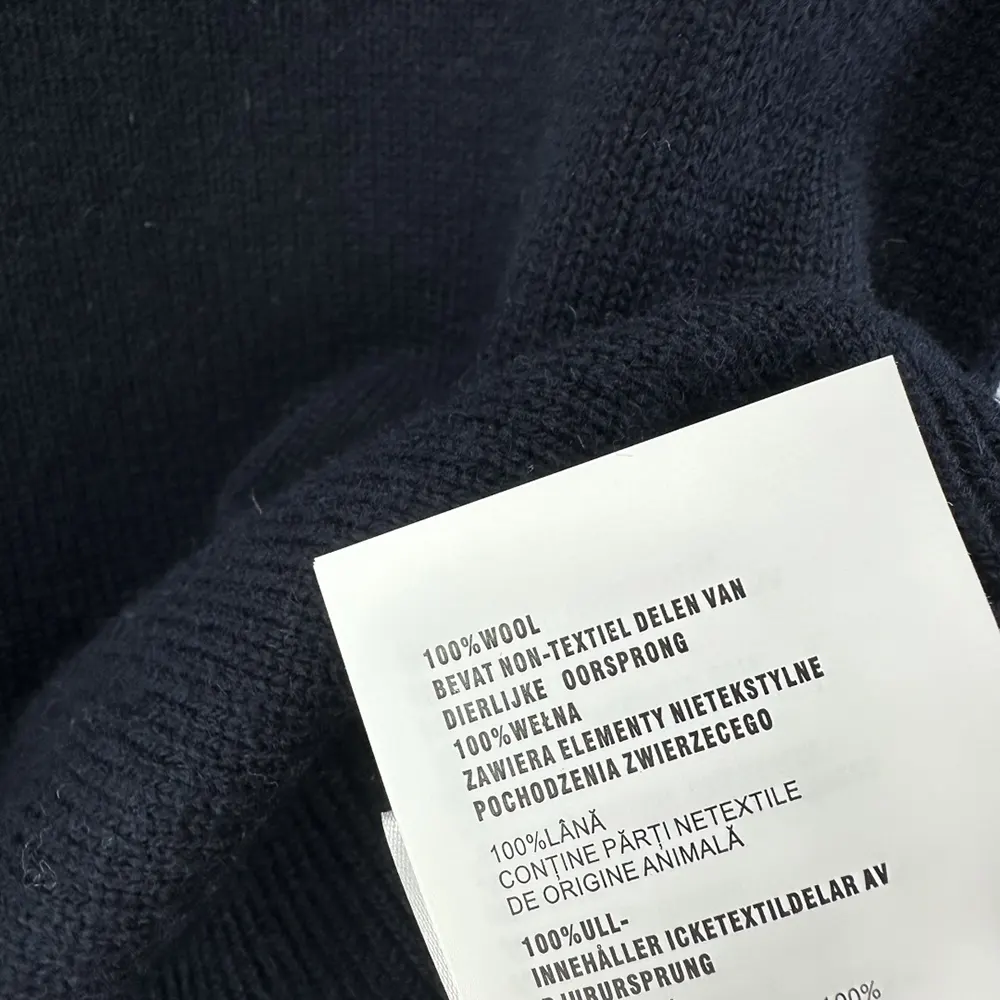 100%WOOL
BEVAT NON-TEXTIEL DELEN VAN
DIERLIJKE OORSPRONG
100%WEŁNA
ZAWIERA ELEMENTY NIETEKSTYLNE
POCHODZENIA ZWIERZECEGO
100%LÂNĂ
CONȚINE PĂRȚI NETEXTILE
DE ORIGINE ANIMALĂ
100%ULL-
INNEHÅLLER ICKETEXTILDELAR AV
DJURURSPRUNG
100%